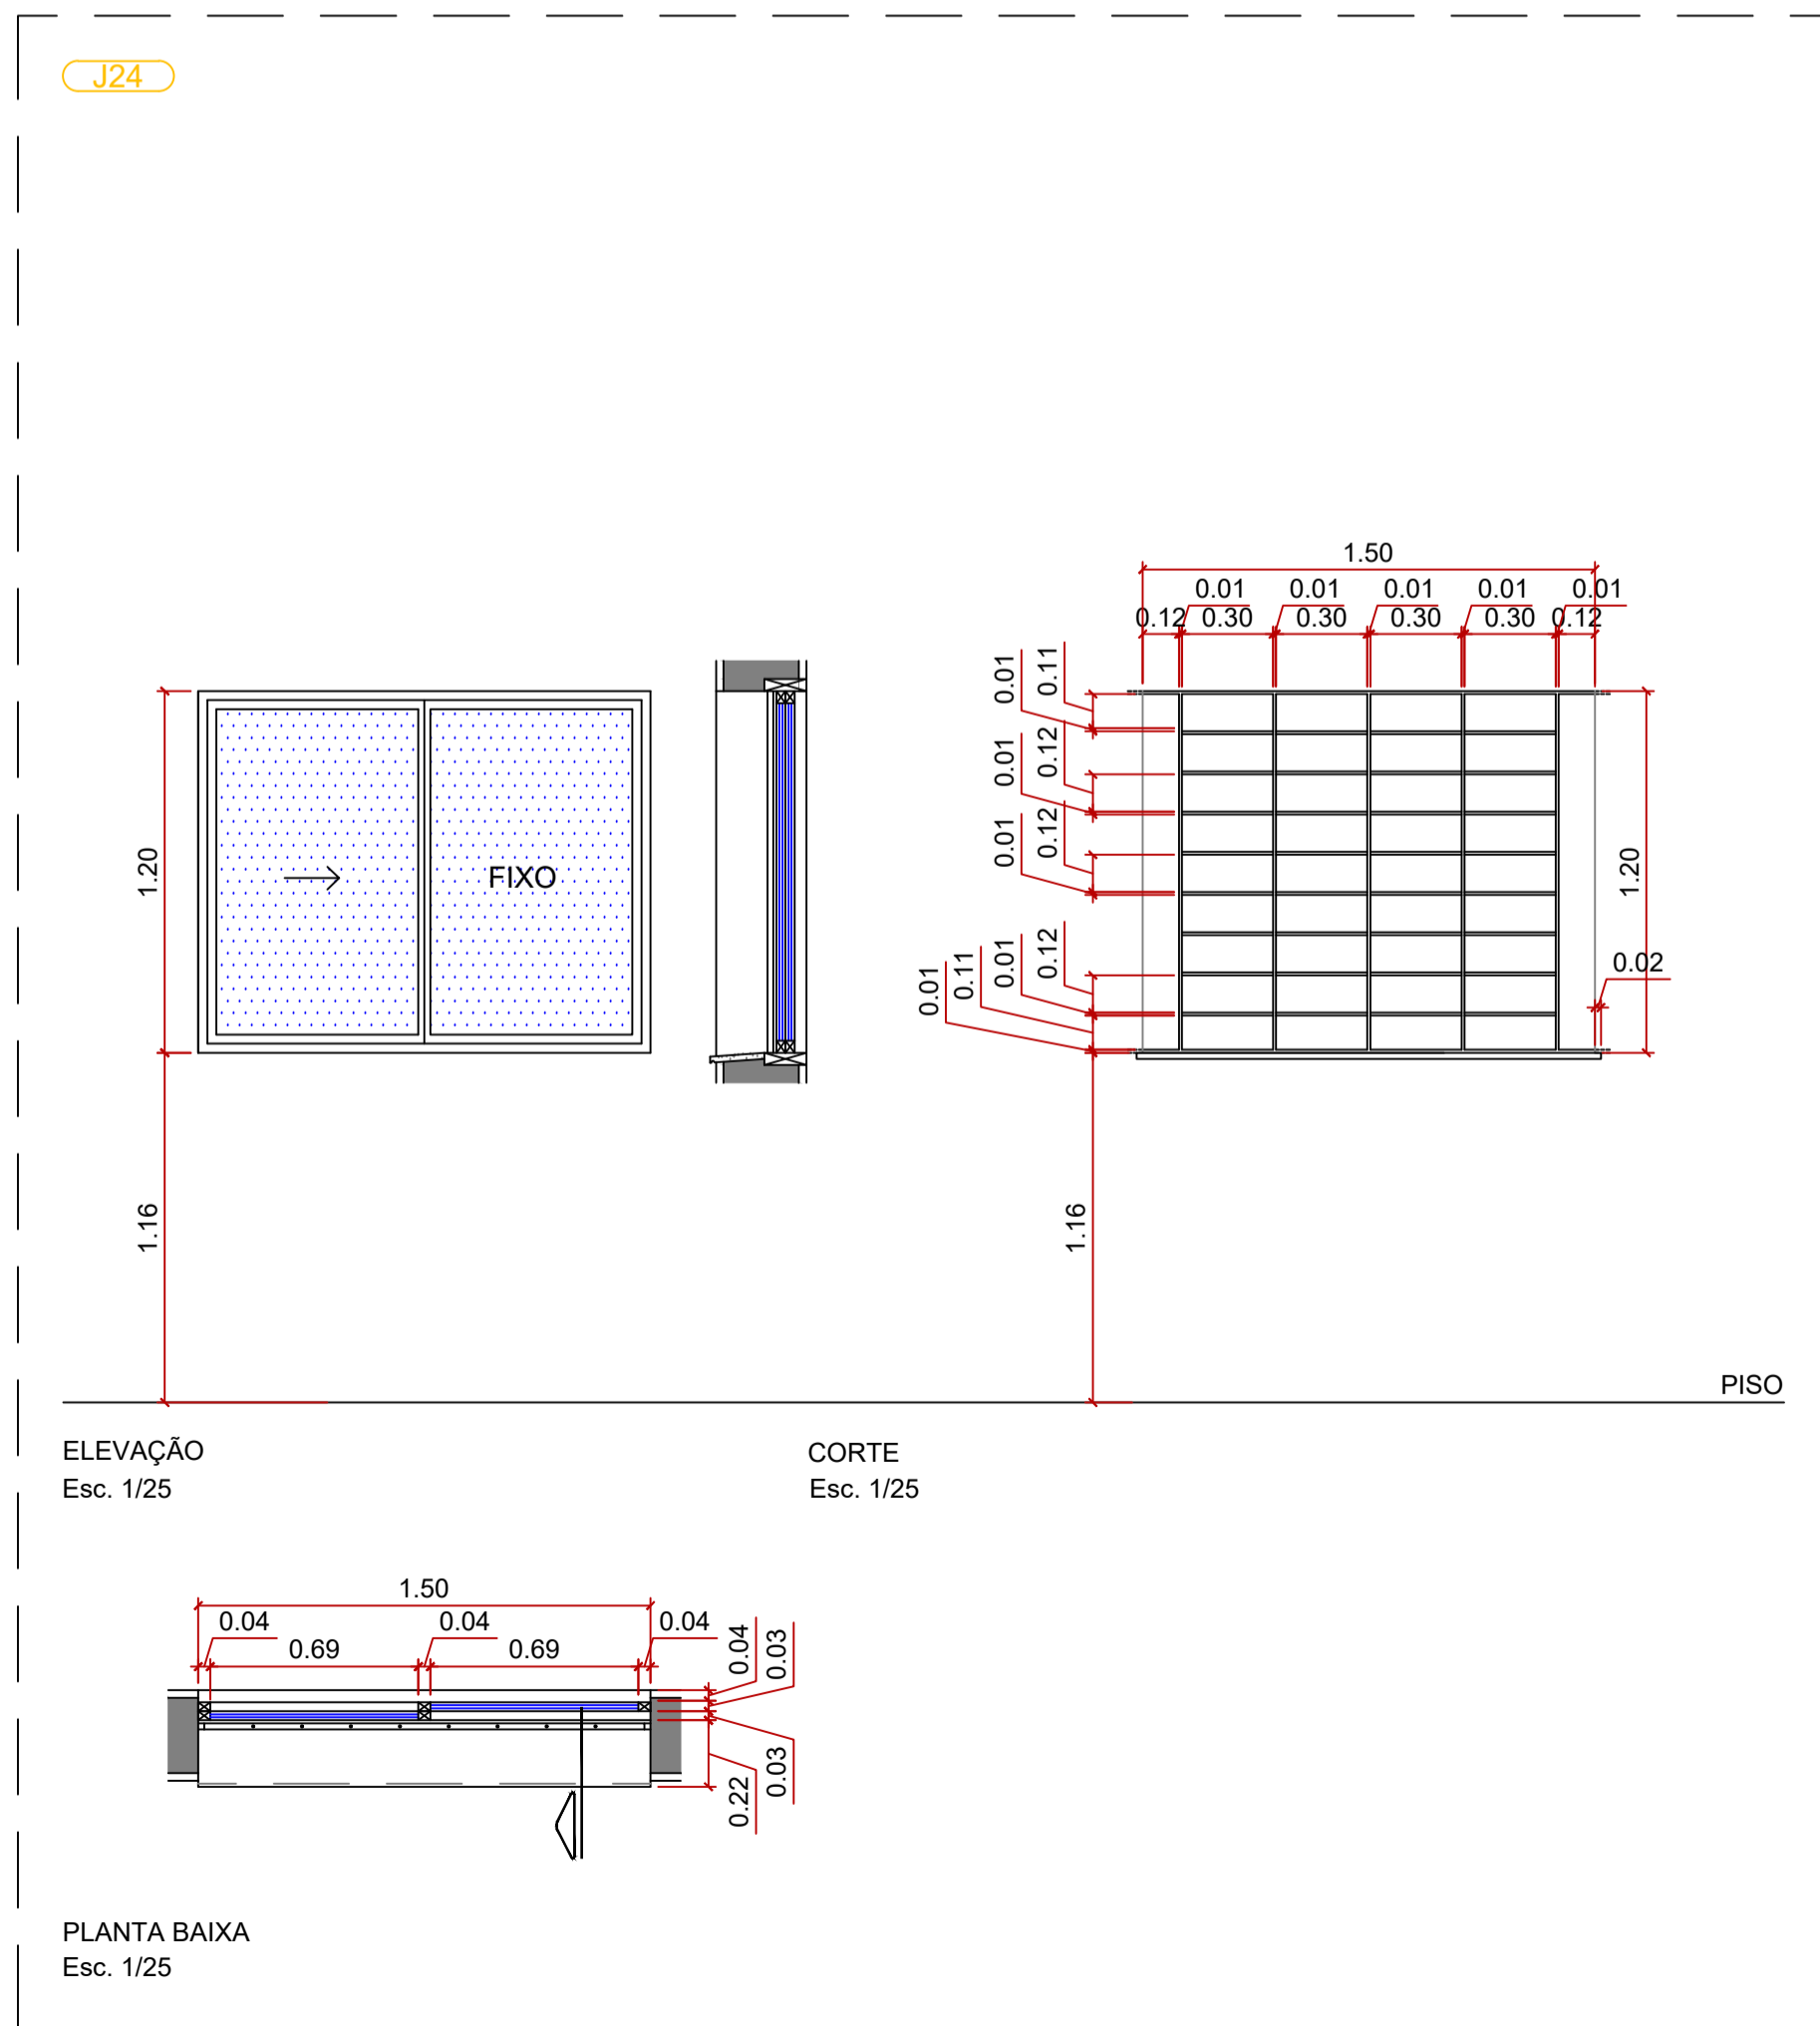 J24
1.50
0.01 0.01 0.01 0.01 0.01
0.12 0.30 0.30 0.30 0.30 0.12
0.01 0.11
0.01 0.12
0.01 0.12
0.01 0.11 0.01 0.12
1.20
1.20
FIXO
0.02
1.16
1.16
PISO
ELEVAÇÃO
Esc. 1/25
CORTE
Esc. 1/25
1.50
0.04 0.04 0.04
0.69 0.69
0.04 0.03
0.22 0.03
PLANTA BAIXA
Esc. 1/25